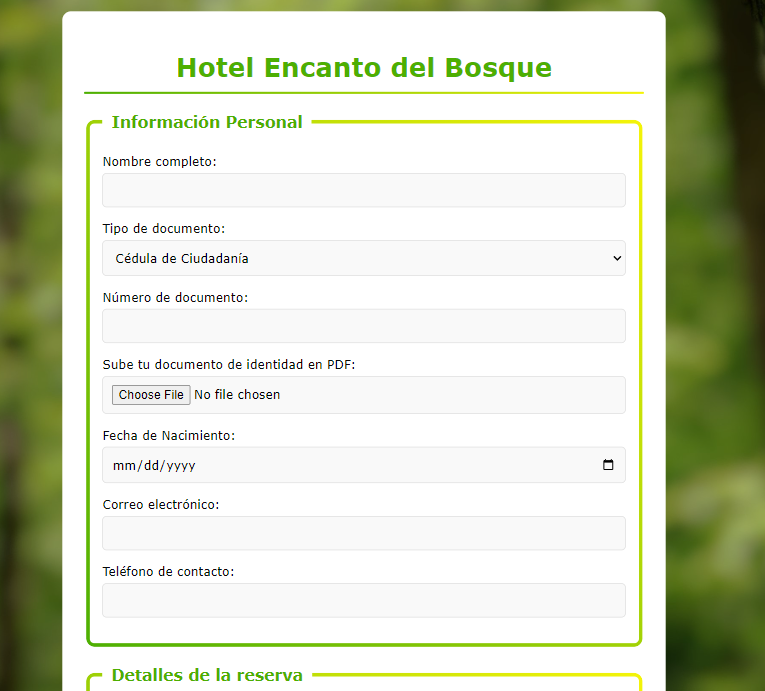 Hotel Encanto del Bosque
Información Personal
Nombre completo:
Tipo de documento:
Cédula de Ciudadanía
Número de documento:
Sube tu documento de identidad en PDF:
Choose File No file chosen
Fecha de Nacimiento:
mm/dd/yyyy
Correo electrónico:
Teléfono de contacto:
Detalles de la reserva